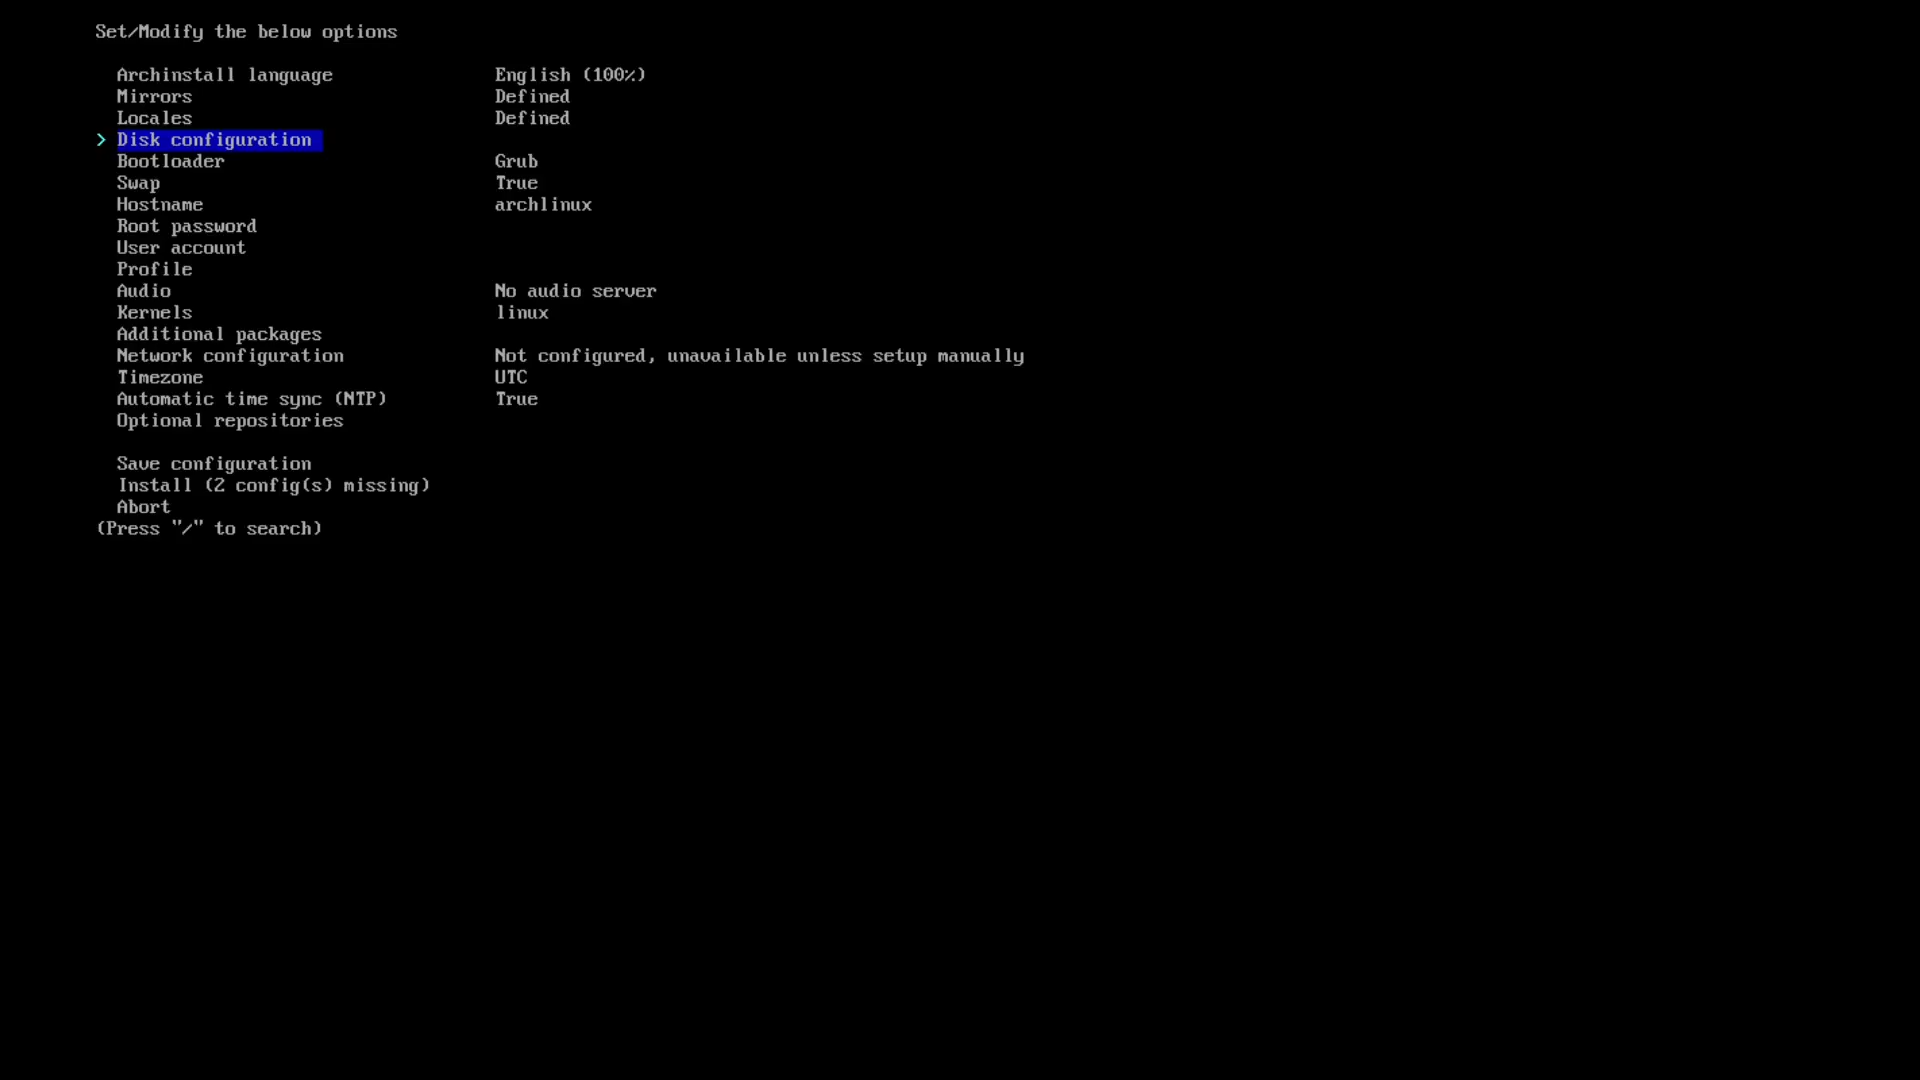 Set/Modify the below options
Archinstall language English (100%)
Mirrors Defined
Locales Defined
> Disk configuration
Bootloader Grub
Swap True
Hostname archlinux
Root password
User account
Profile
Audio No audio server
Kernels linux
Additional packages
Network configuration Not configured, unavailable unless setup manually
Timezone UTC
Automatic time sync (NTP) True
Optional repositories
Save configuration
Install (2 config(s) missing)
Abort
(Press "/" to search)